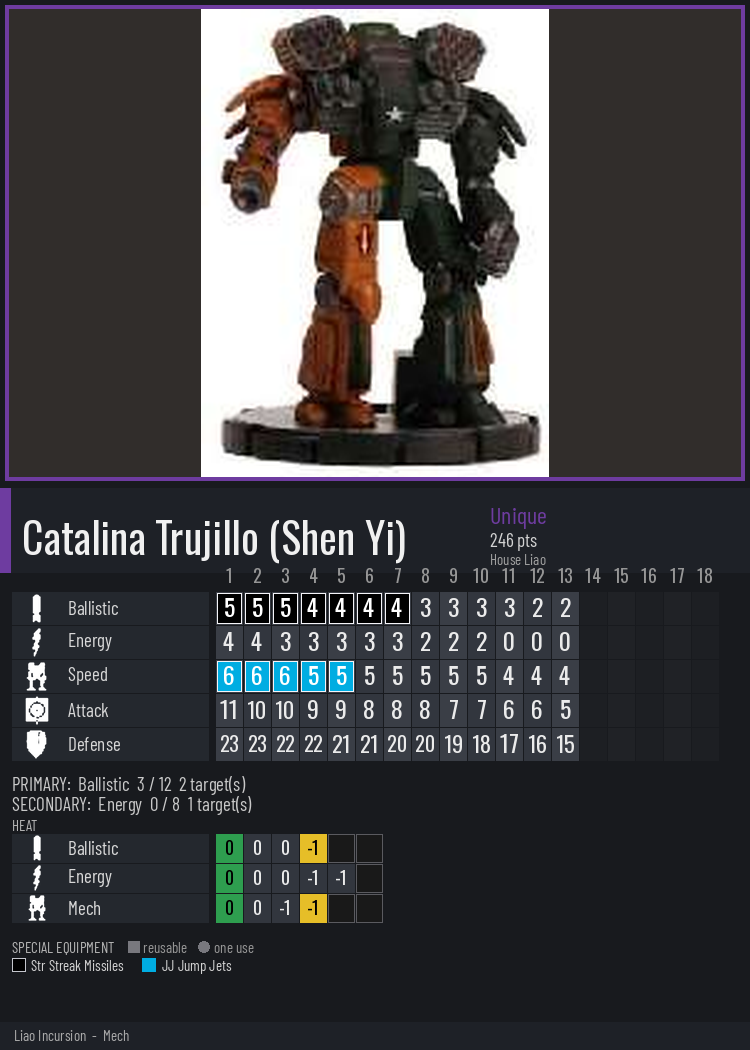 Catalina Trujillo (Shen Yi)
Unique
246 pts
House Liao
1 2 3 4 5 6 7 8 9 10 11 12 13 14 15 16 17 18
Ballistic 5 5 5 4 4 4 4 3 3 3 3 2 2
Energy 4 4 3 3 3 3 3 2 2 2 0 0 0
Speed 6 6 6 5 5 5 5 5 5 5 4 4 4
Attack 11 10 10 9 9 8 8 8 7 7 6 6 5
Defense 23 23 22 22 21 21 20 20 19 18 17 16 15
PRIMARY: Ballistic 3 / 12 2 target(s)
SECONDARY: Energy 0 / 8 1 target(s)
HEAT
Ballistic 0 0 0 -1
Energy 0 0 0 -1 -1
Mech 0 0 -1 -1
SPECIAL EQUIPMENT reusable one use
Str Streak Missiles JJ Jump Jets
Liao Incursion - Mech